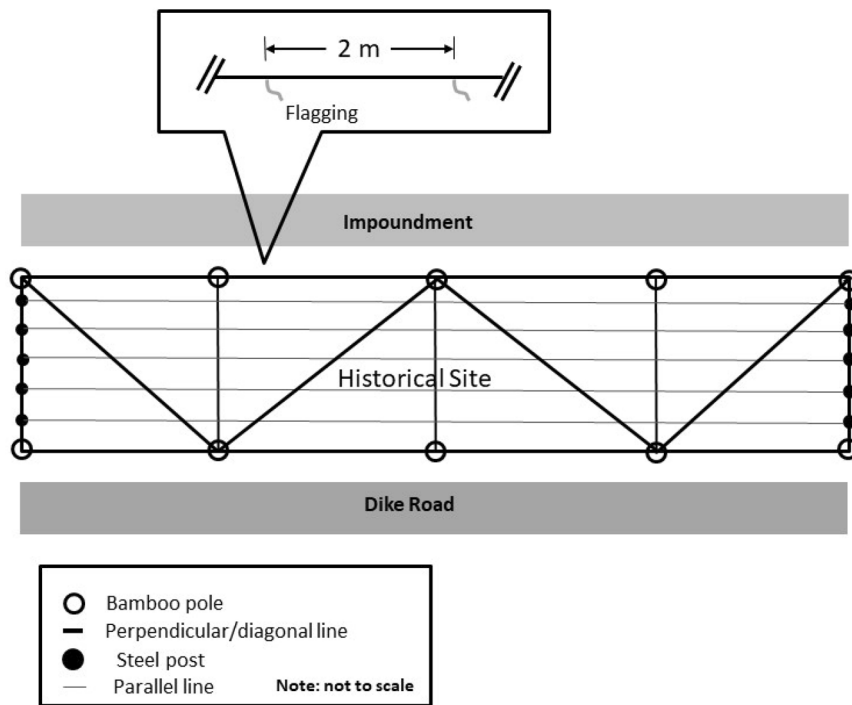 2 m
Flagging
Impoundment
Historical Site
Dike Road
Bamboo pole
Perpendicular/diagonal line
Steel post
Parallel line Note: not to scale